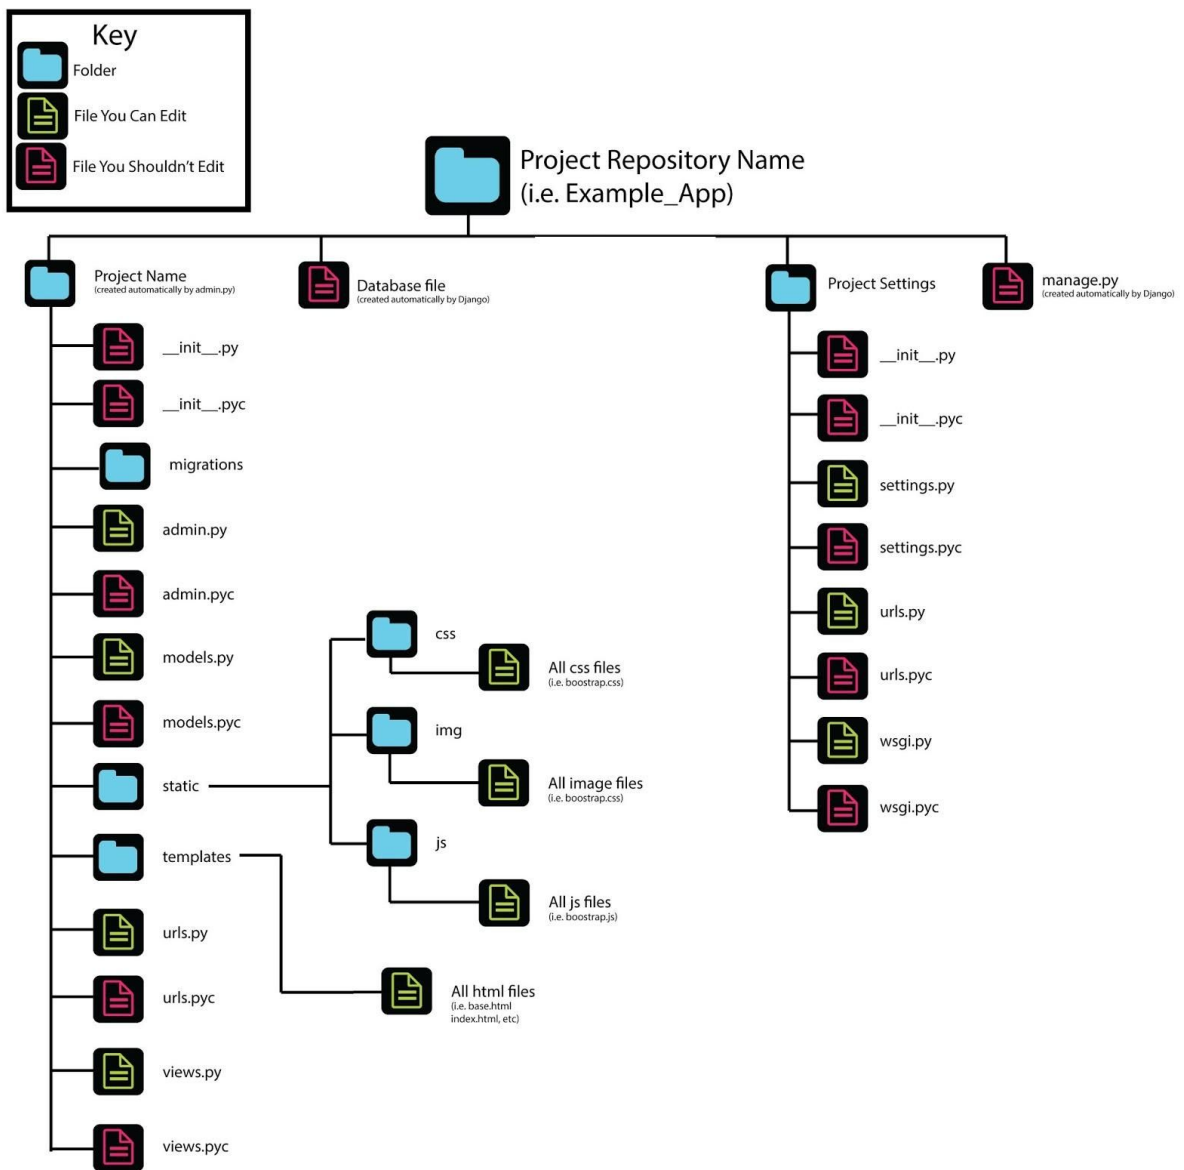 Key
Folder
File You Can Edit
File You Shouldn't Edit
Project Repository Name
(i.e. Example_App)
Project Name
(created automatically by admin.py)
Database file
(created automatically by Django)
Project Settings
manage.py
(created automatically by Django)
__init__.py
__init__.pyc
migrations
admin.py
admin.pyc
models.py
models.pyc
static
templates
urls.py
urls.pyc
views.py
views.pyc
css
All css files
(i.e. boostrap.css)
img
All image files
(i.e. boostrap.css)
js
All js files
(i.e. boostrap.js)
All html files
(i.e. base.html
index.html, etc)
__init__.py
__init__.pyc
settings.py
settings.pyc
urls.py
urls.pyc
wsgi.py
wsgi.pyc